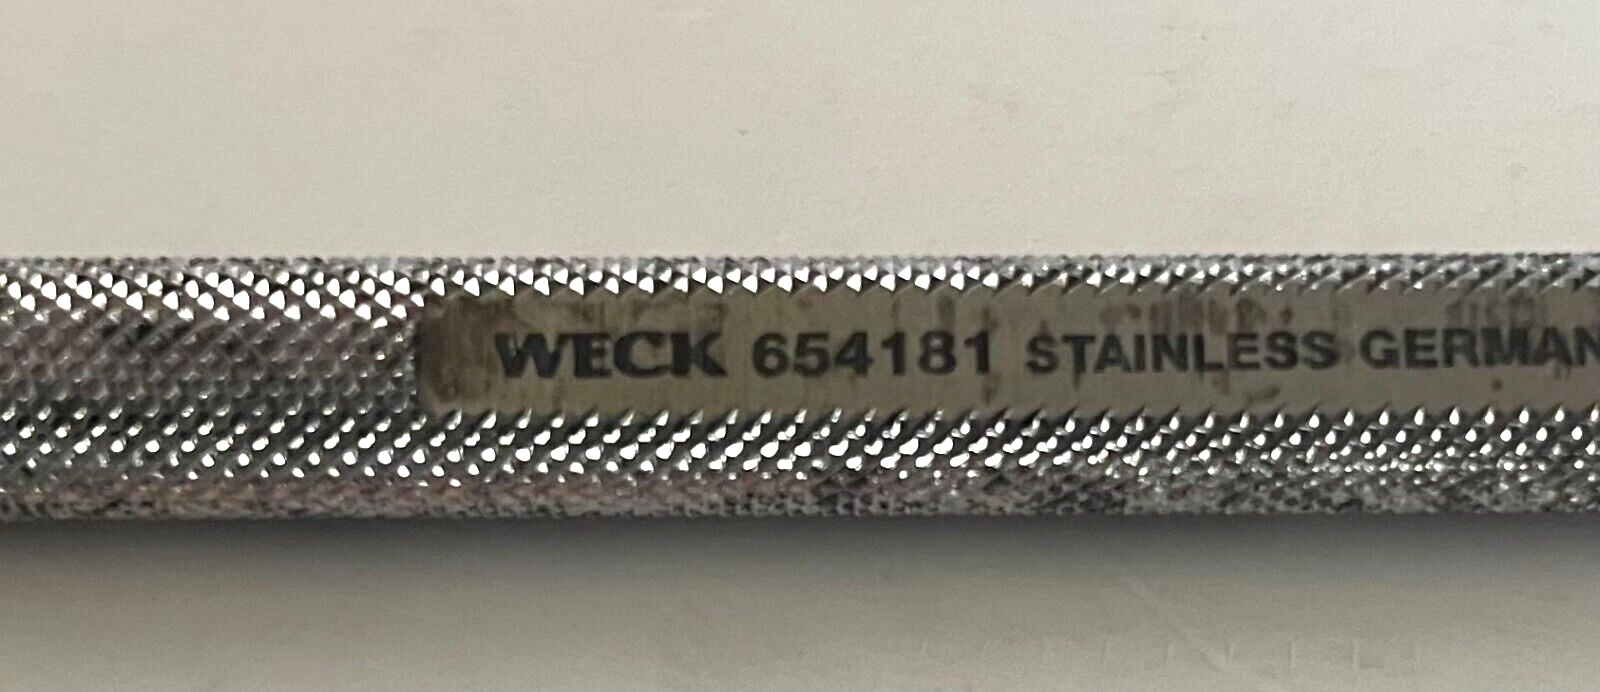 WECK 654181 STAINLESS GERMAN